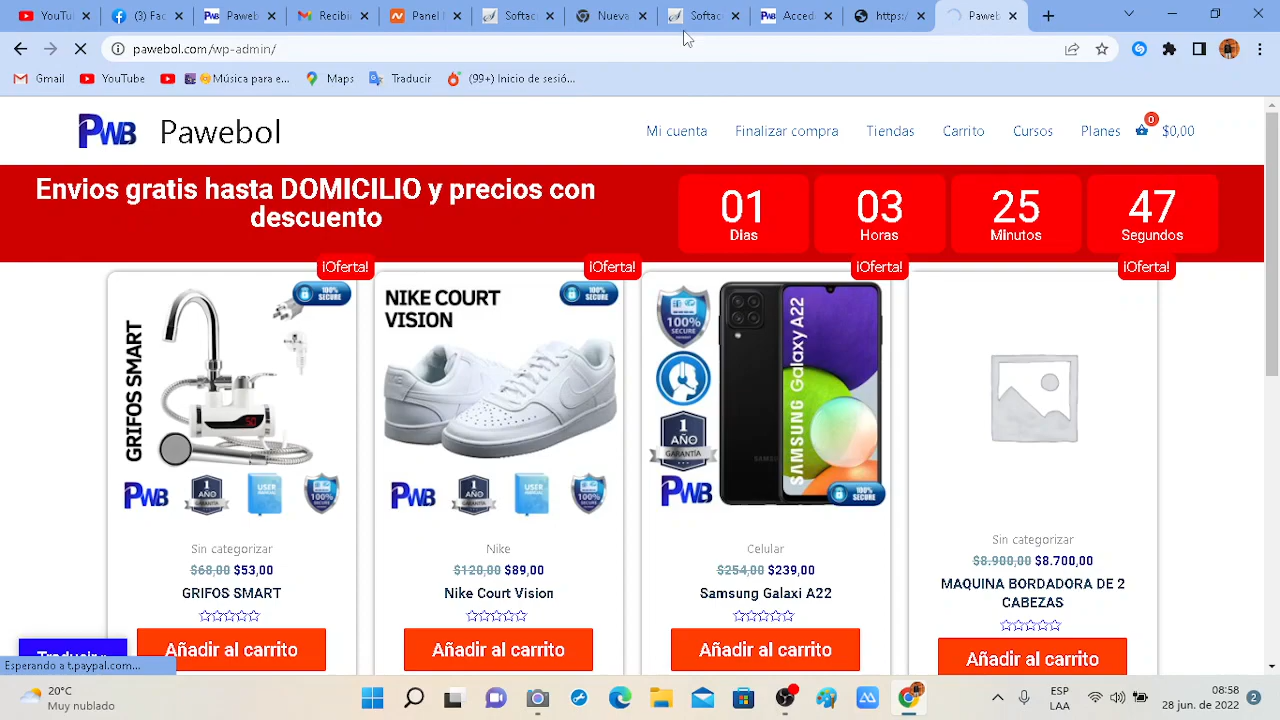 YouTube
(3) Fac
Paweb
Recib
Panel
Softac
Nueva
Softac
Acced
https:
Paweb
pawebol.com/wp-admin/
Gmail
YouTube
Música para e...
Maps
Traducir
(99+) Inicio de sesió...
PWB
Pawebol
Mi cuenta
Finalizar compra
Tiendas
Carrito
Cursos
Planes
0
$0,00
Envios gratis hasta DOMICILIO y precios con
descuento
01 03 25 47
Días Horas Minutos Segundos
¡Oferta!
¡Oferta!
¡Oferta!
¡Oferta!
GRIFOS SMART
100%
SECURE
50
PWB
1
AÑO
GARANTÍA
USER
MANUAL
100%
SECURE
NIKE COURT
VISION
100%
SECURE
PWB
1
AÑO
GARANTÍA
USER
MANUAL
100%
SECURE
100%
SECURE
1
AÑO
GARANTÍA
PWB
SAMSUNG Galaxy A22
SAMSUNG
100%
SECURE
Sin categorizar
$68,00 $53,00
GRIFOS SMART
Añadir al carrito
Nike
$120,00 $89,00
Nike Court Vision
Añadir al carrito
Celular
$254,00 $239,00
Samsung Galaxi A22
Añadir al carrito
Sin categorizar
$8.900,00 $8.700,00
MAQUINA BORDADORA DE 2
CABEZAS
Añadir al carrito
Traducir
Esperando a t.paypal.com...
20°C
Muy nublado
ESP
LAA
08:58
28 jun. de 2022
2